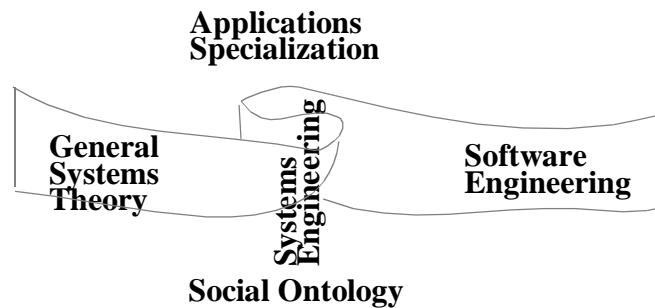 Applications
Specialization
General
Systems
Theory
Systems
Engineering
Software
Engineering
Social Ontology